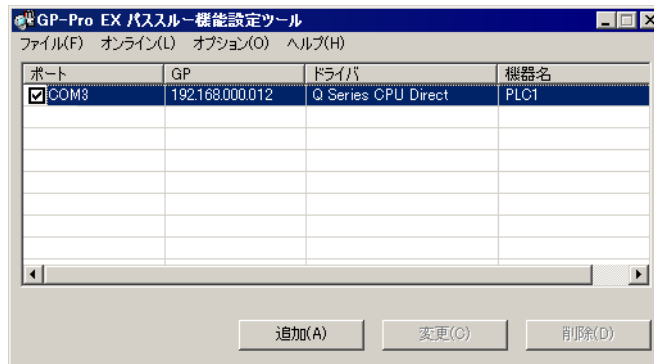 GP-Pro EX パススルー機能設定ツール
ファイル(F) オンライン(L) オプション(O) ヘルプ(H)
ポート GP ドライバ 機器名
COM3 192.168.000.012 Q Series CPU Direct PLC1
追加(A) 変更(C) 削除(D)